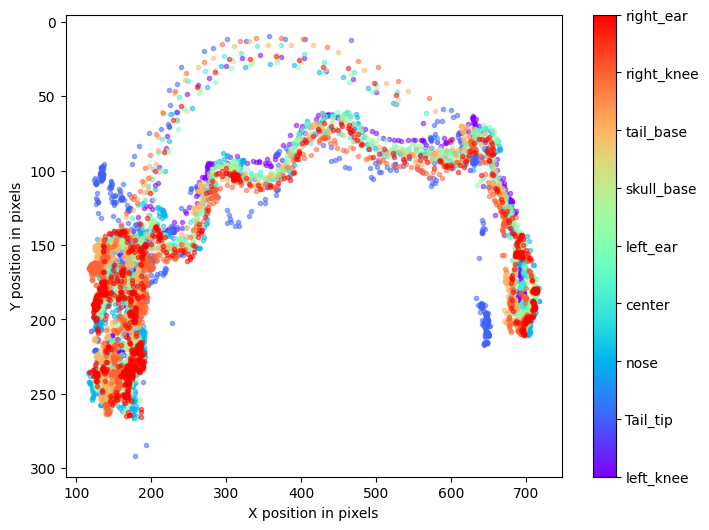 0
50
100
150
200
250
300
Y position in pixels
100
200
300
400
500
600
700
X position in pixels
right_ear
right_knee
tail_base
skull_base
left_ear
center
nose
Tail_tip
left_knee